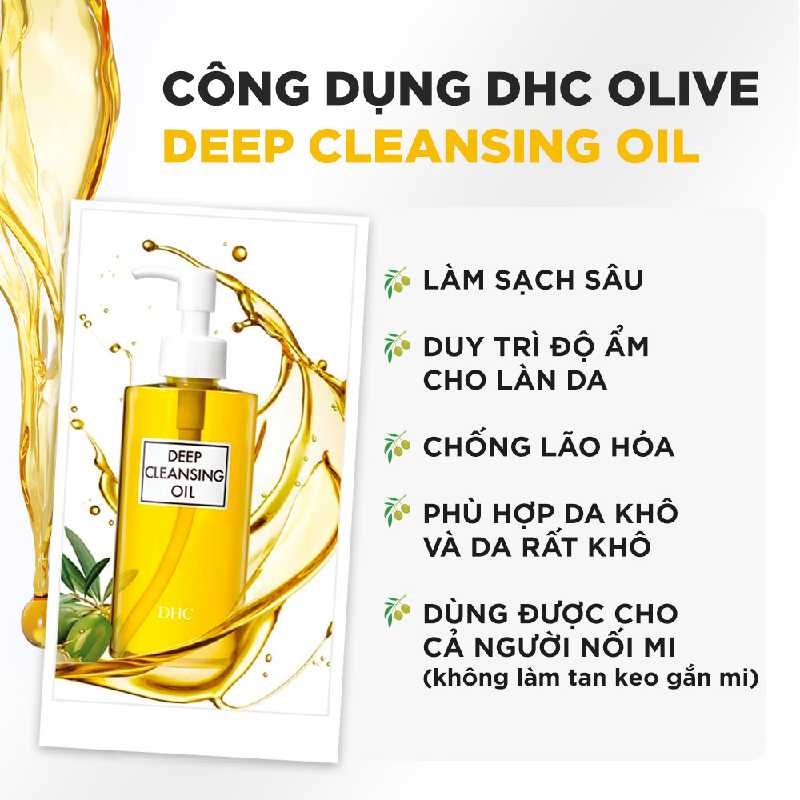 CÔNG DỤNG DHC OLIVE
DEEP CLEANSING OIL
DEEP
CLEANSING
OIL
DHC
LÀM SẠCH SÂU
DUY TRÌ ĐỘ ẨM
CHO LÀN DA
CHỐNG LÃO HÓA
PHÙ HỢP DA KHÔ
VÀ DA RẤT KHÔ
DÙNG ĐƯỢC CHO
CẢ NGƯỜI NỐI MI
(không làm tan keo gắn mi)